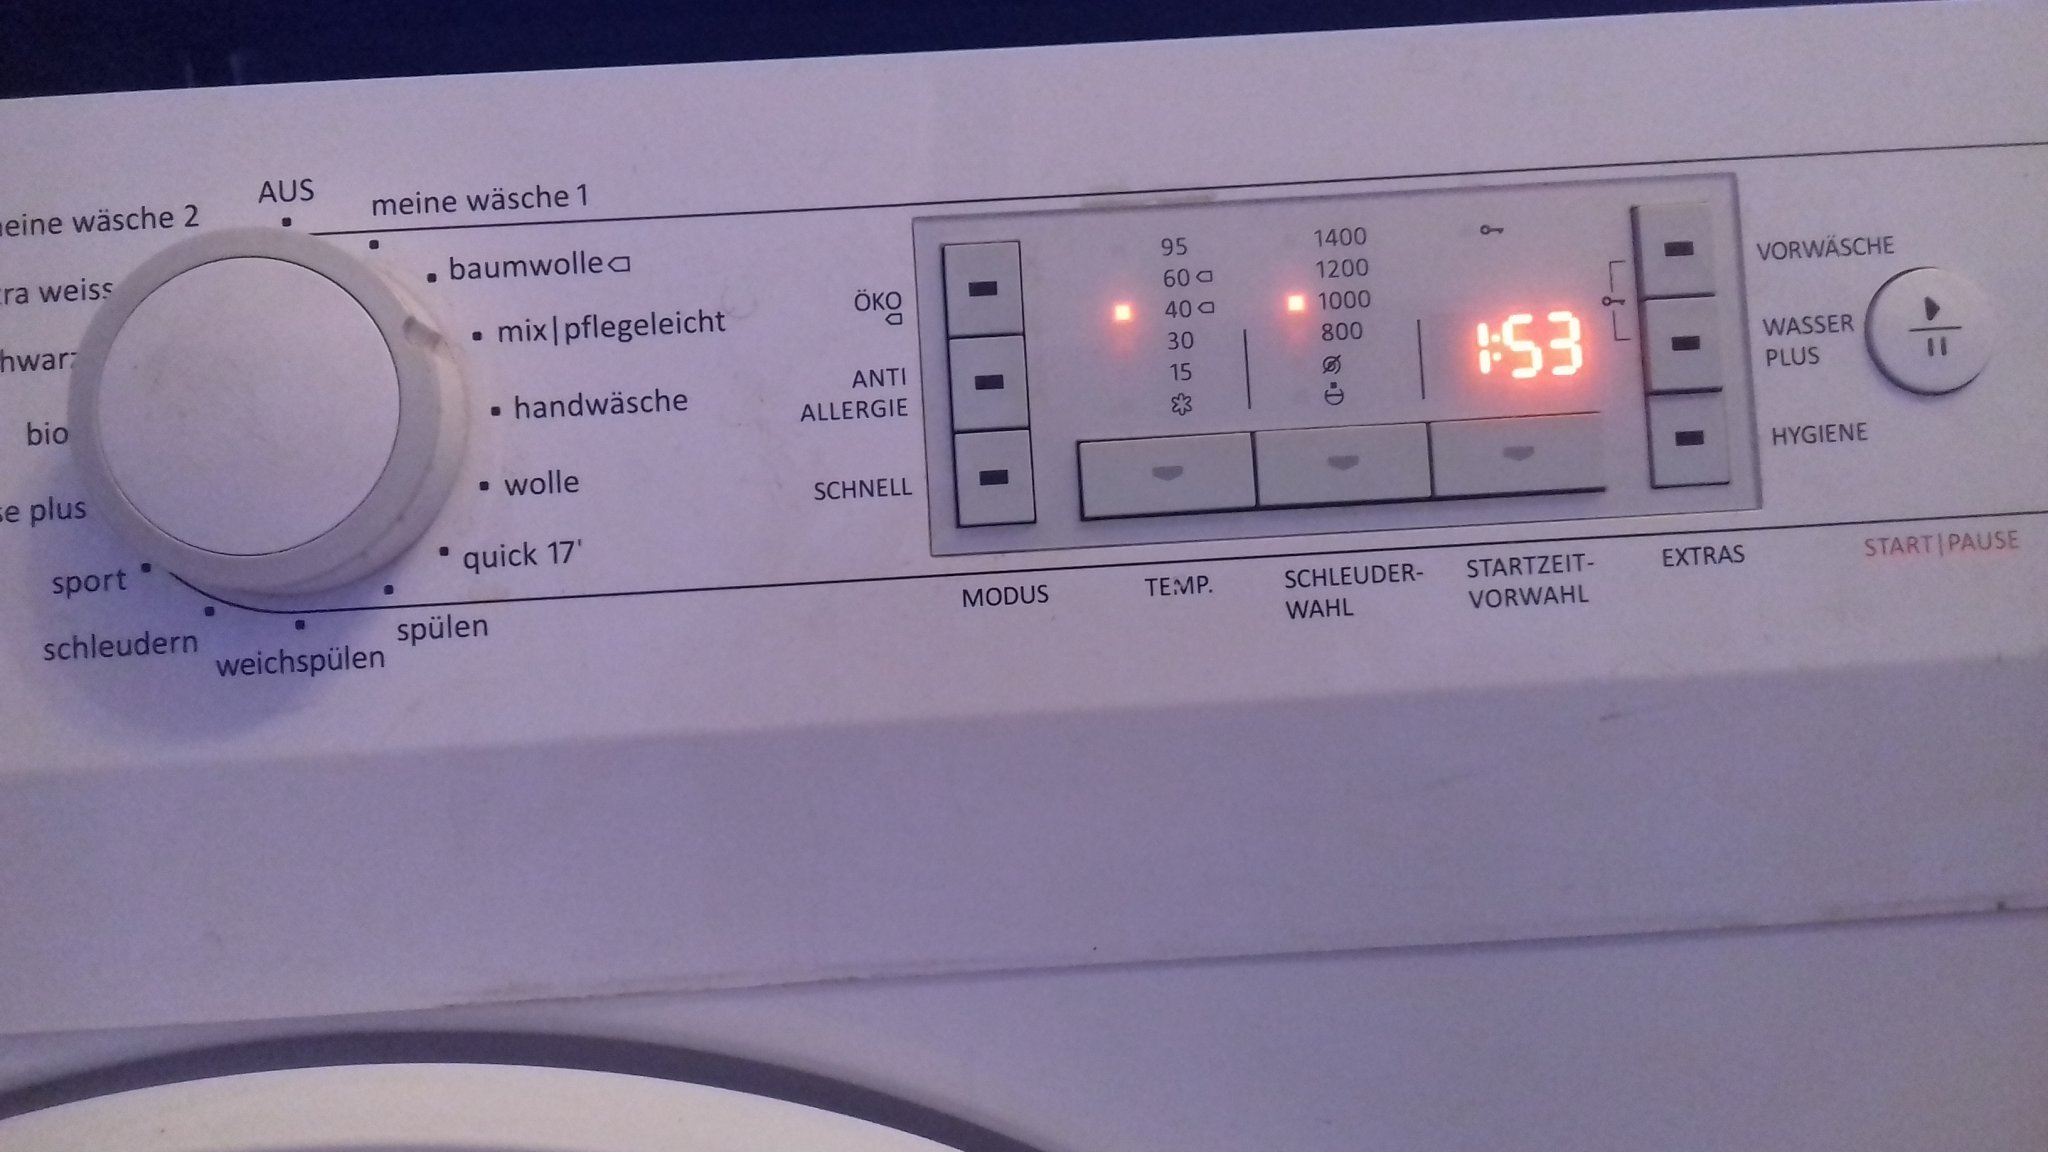 AUS
meine wäsche 1
eine wäsche 2
baumwolle
ra weiss
mix|pflegeleicht
handwäsche
bio
wolle
se plus
quick 17'
sport
spülen
schleudern
weichspülen
ÖKO
ANTI
ALLERGIE
SCHNELL
MODUS
95
60
40
30
15
TEMP.
1400
1200
1000
800
SCHLEUDER-
WAHL
1:53
STARTZEIT-
VORWAHL
VORWÄSCHE
WASSER
PLUS
HYGIENE
EXTRAS
START|PAUSE